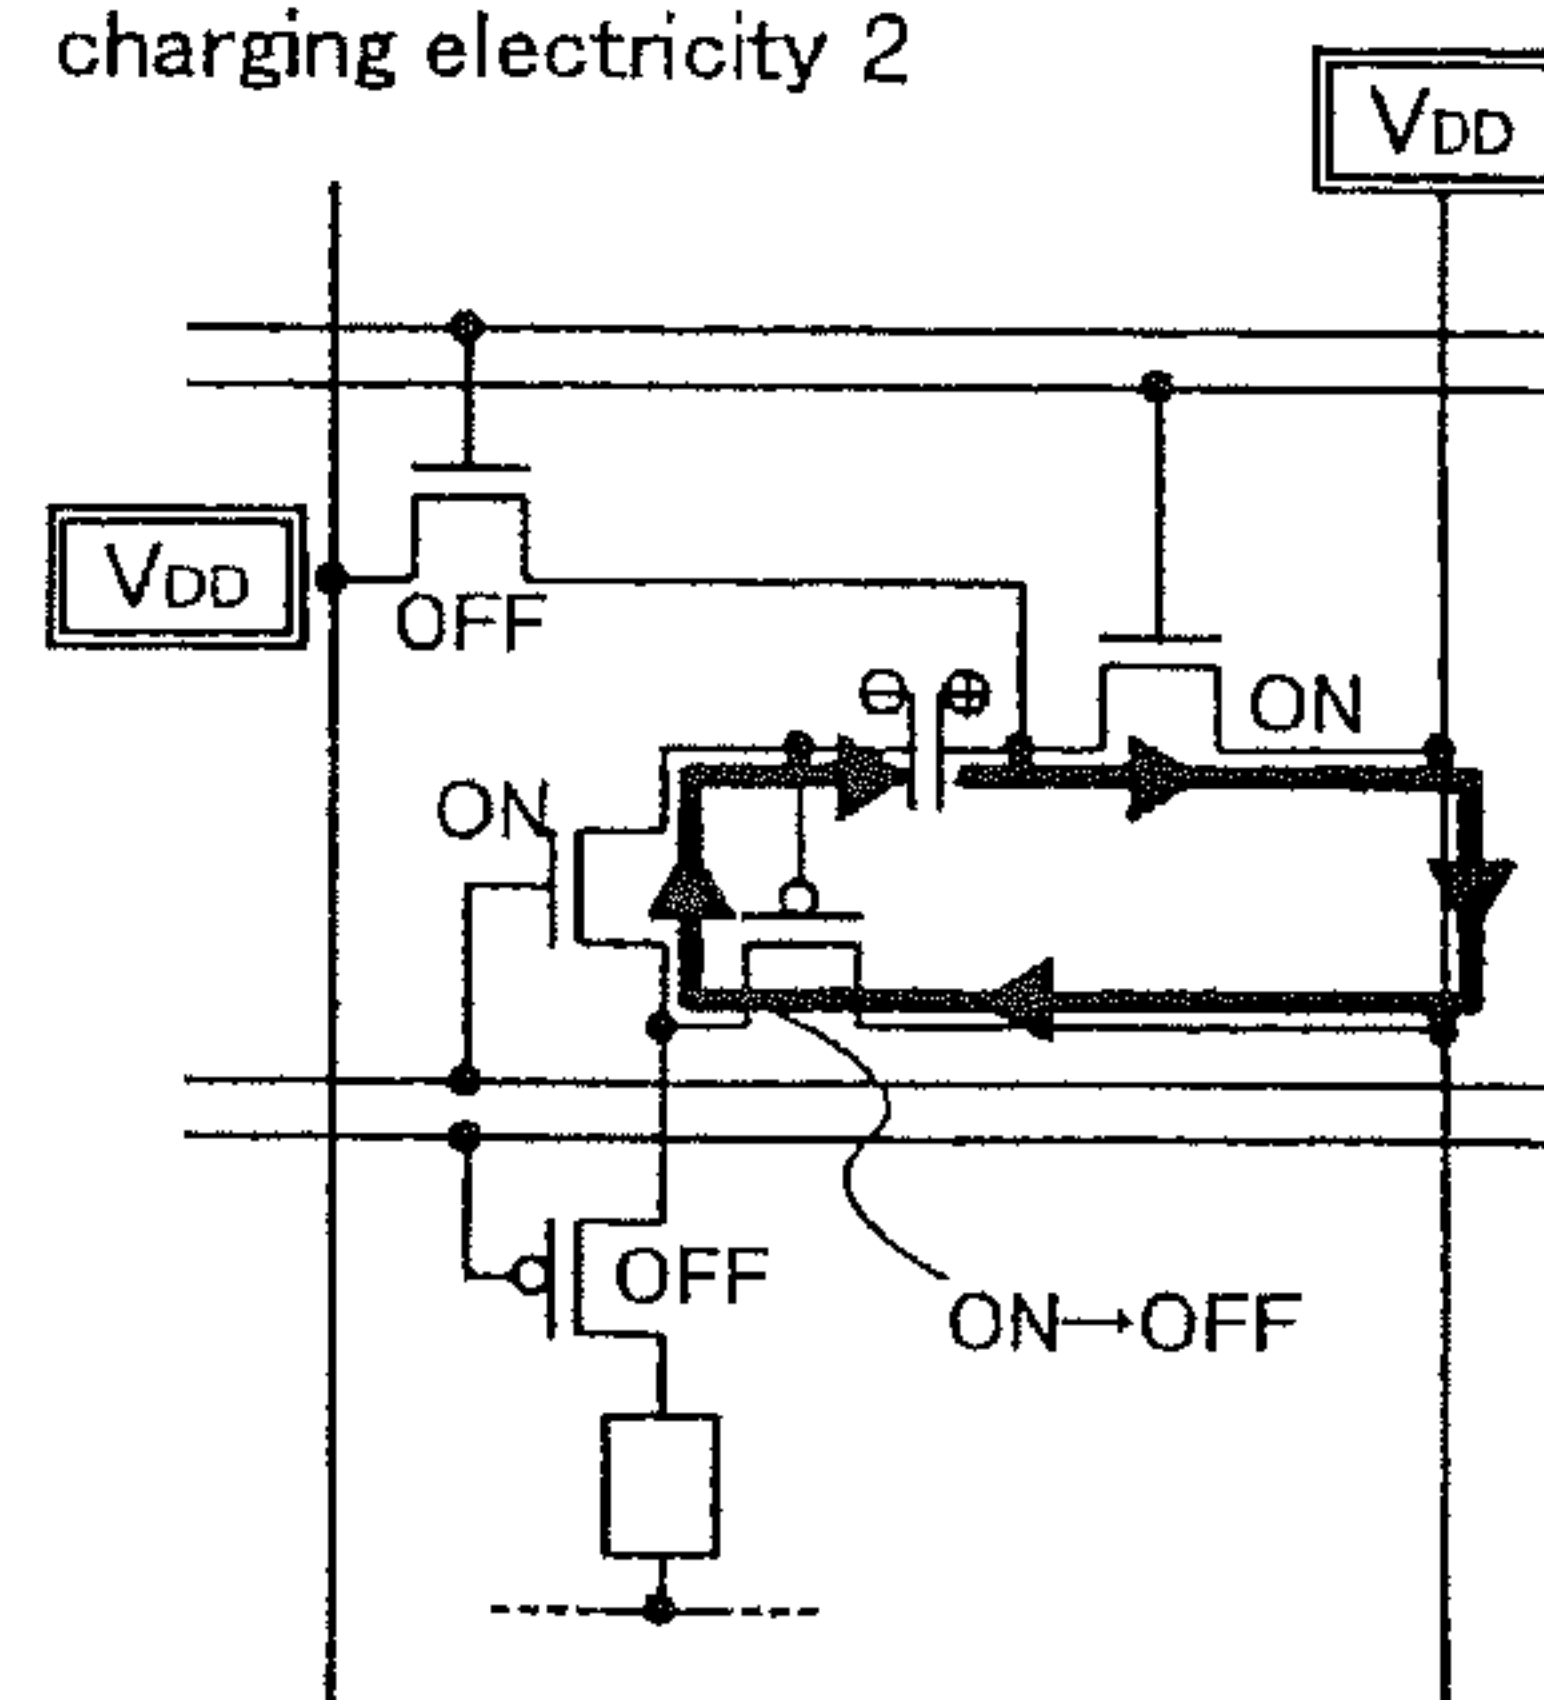 charging electricity 2
VDD
VDD
OFF
⊖ ⊕
ON
ON
OFF
ON→OFF